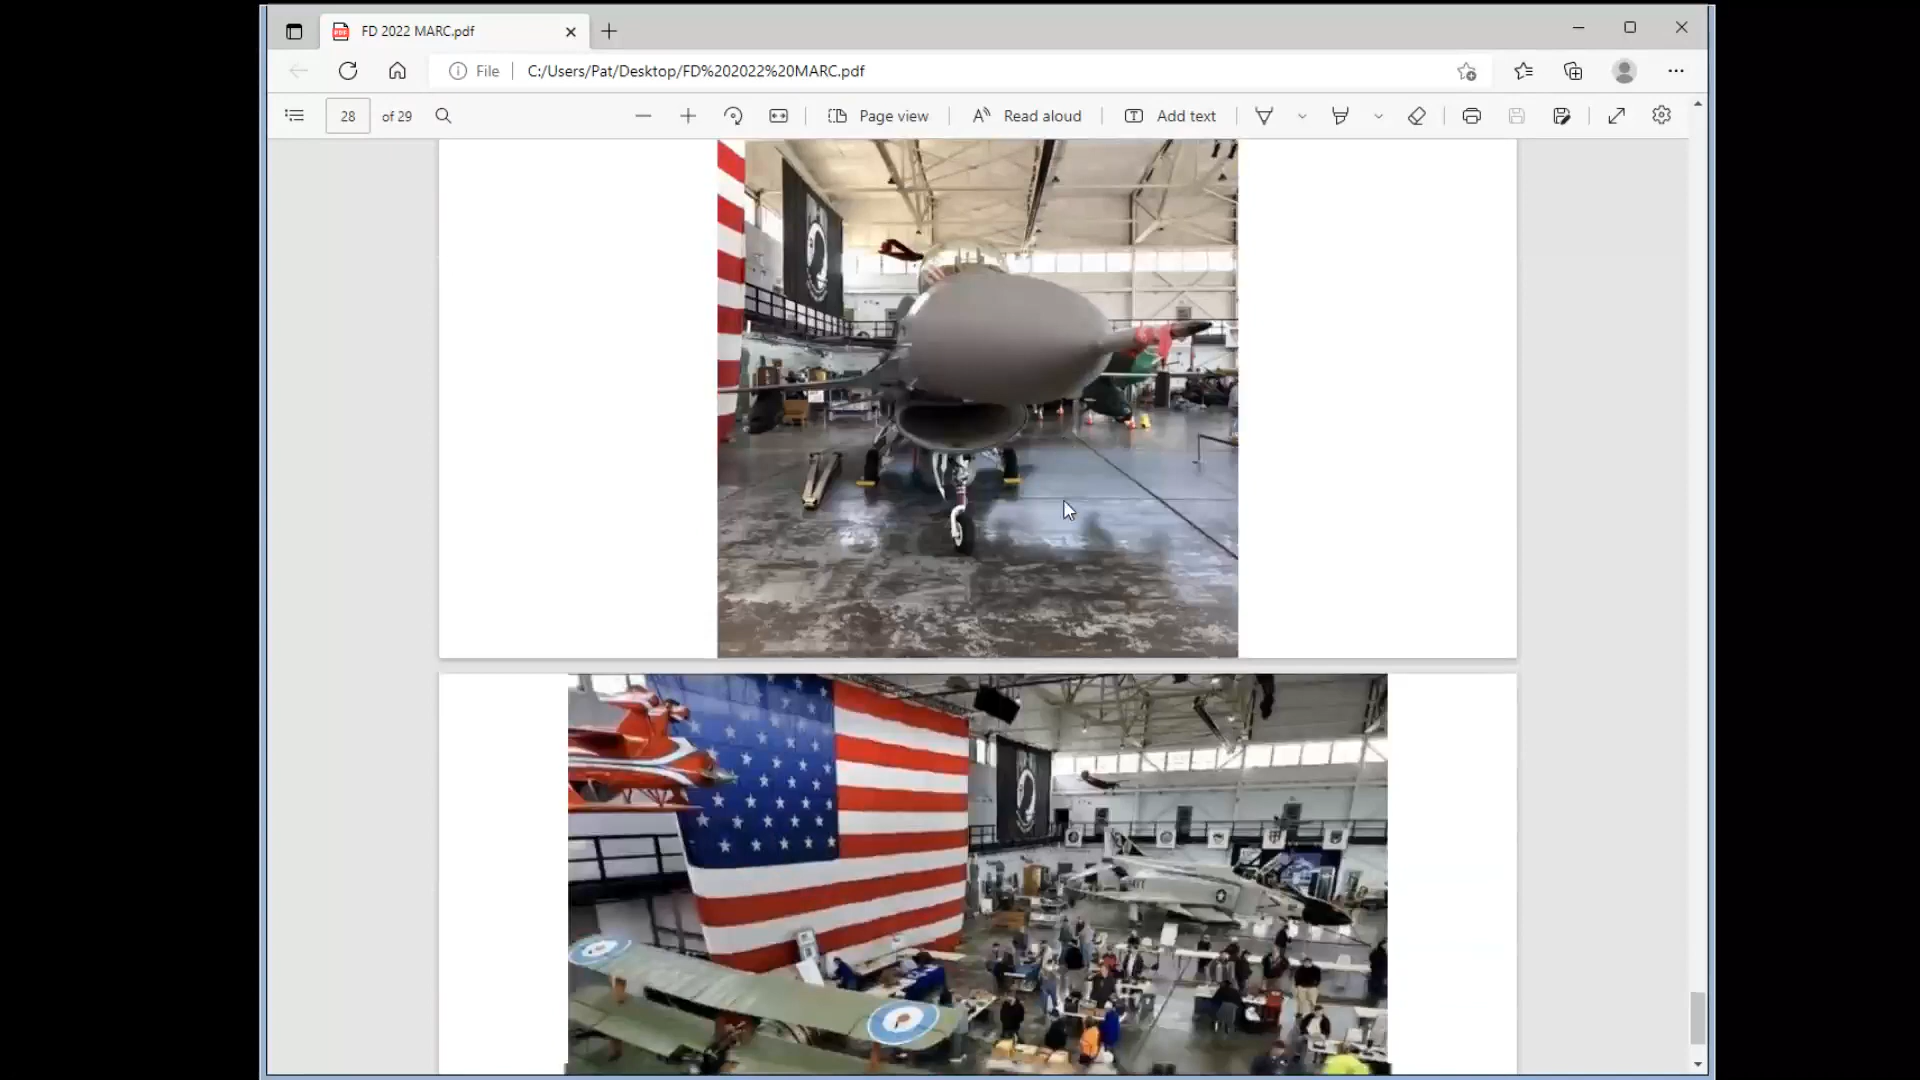 FD 2022 MARC.pdf
File
C:/Users/Pat/Desktop/FD%202022%20MARC.pdf
28 of 29
Page view
Read aloud
Add text